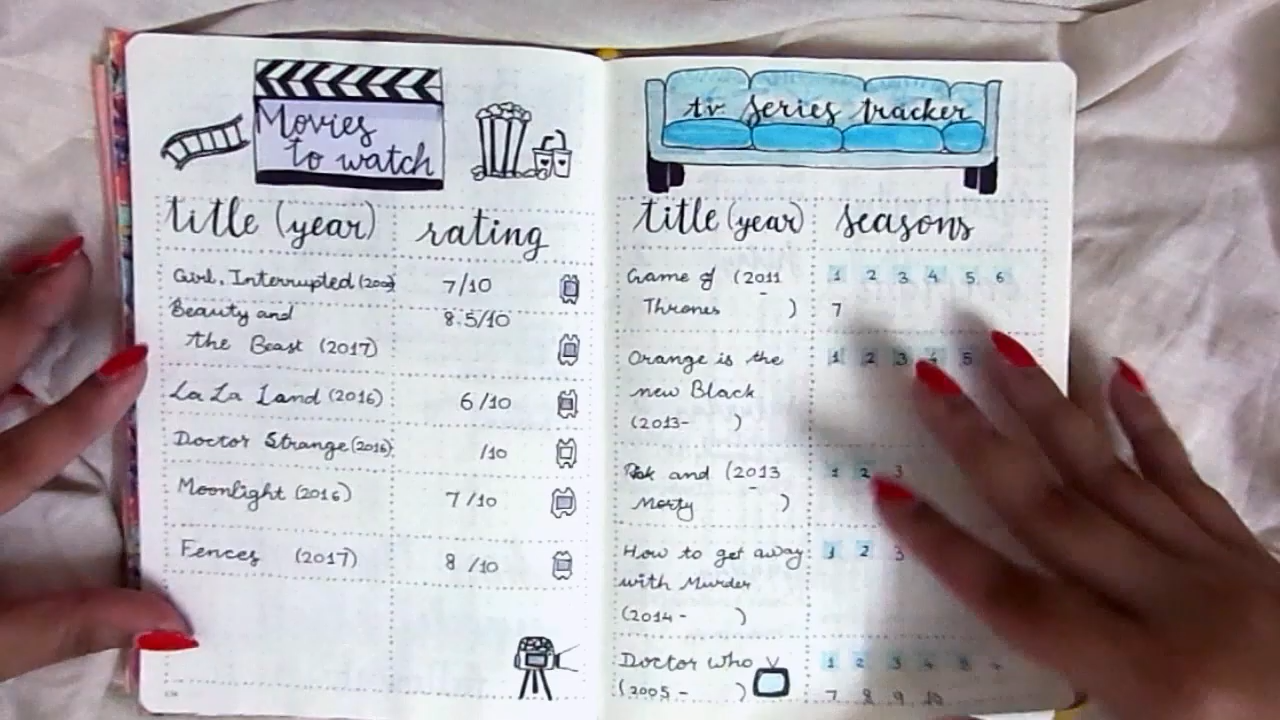 Movies
to watch
title (year) rating
Girl, Interrupted (2000) 7/10
Beauty and 8.5/10
the Beast (2017)
La La Land (2016) 6/10
Doctor Strange (2016) /10
Moonlight (2016) 7/10
Fences (2017) 8/10
tv series tracker
title (year) seasons
Game of (2011 1 2 3 4 5 6
- 
Thrones ) 7
Orange is the 1 2 3 4 5
new Black
(2013- )
and (2013 1 2 3
-
Morty )
How to get away 1 2 3
with Murder
(2014- )
Doctor Who 1 2 3 4 5
(2005- ) 7 8 9 10